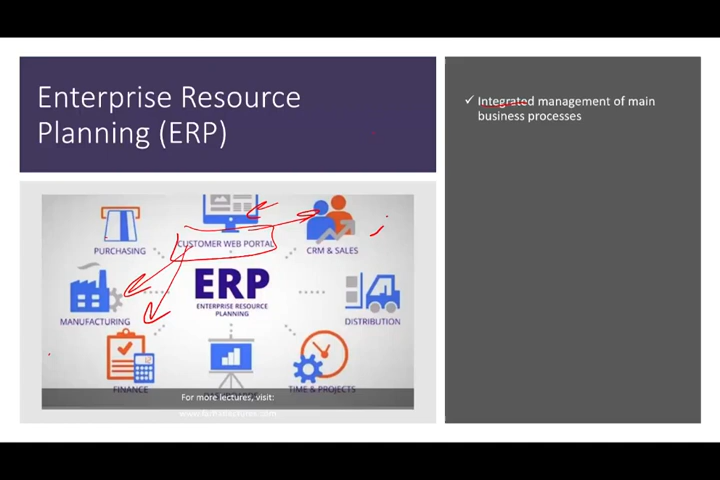 Enterprise Resource
Planning (ERP)
✓ Integrated management of main
business processes
PURCHASING
CUSTOMER WEB PORTAL
CRM & SALES
MANUFACTURING
ERP
ENTERPRISE RESOURCE
PLANNING
DISTRIBUTION
FINANCE
TIME & PROJECTS
For more lectures, visit: